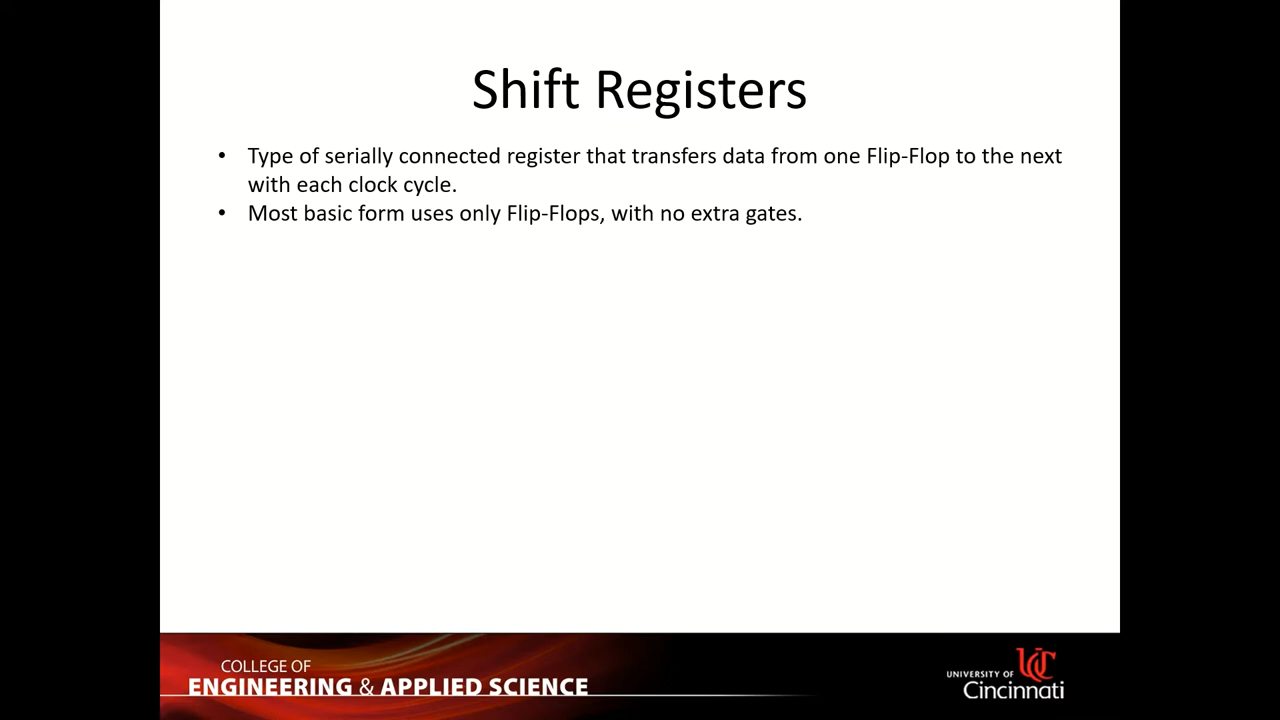 Shift Registers
• Type of serially connected register that transfers data from one Flip-Flop to the next
with each clock cycle.
• Most basic form uses only Flip-Flops, with no extra gates.
COLLEGE OF
ENGINEERING & APPLIED SCIENCE
UC
UNIVERSITY OF
Cincinnati